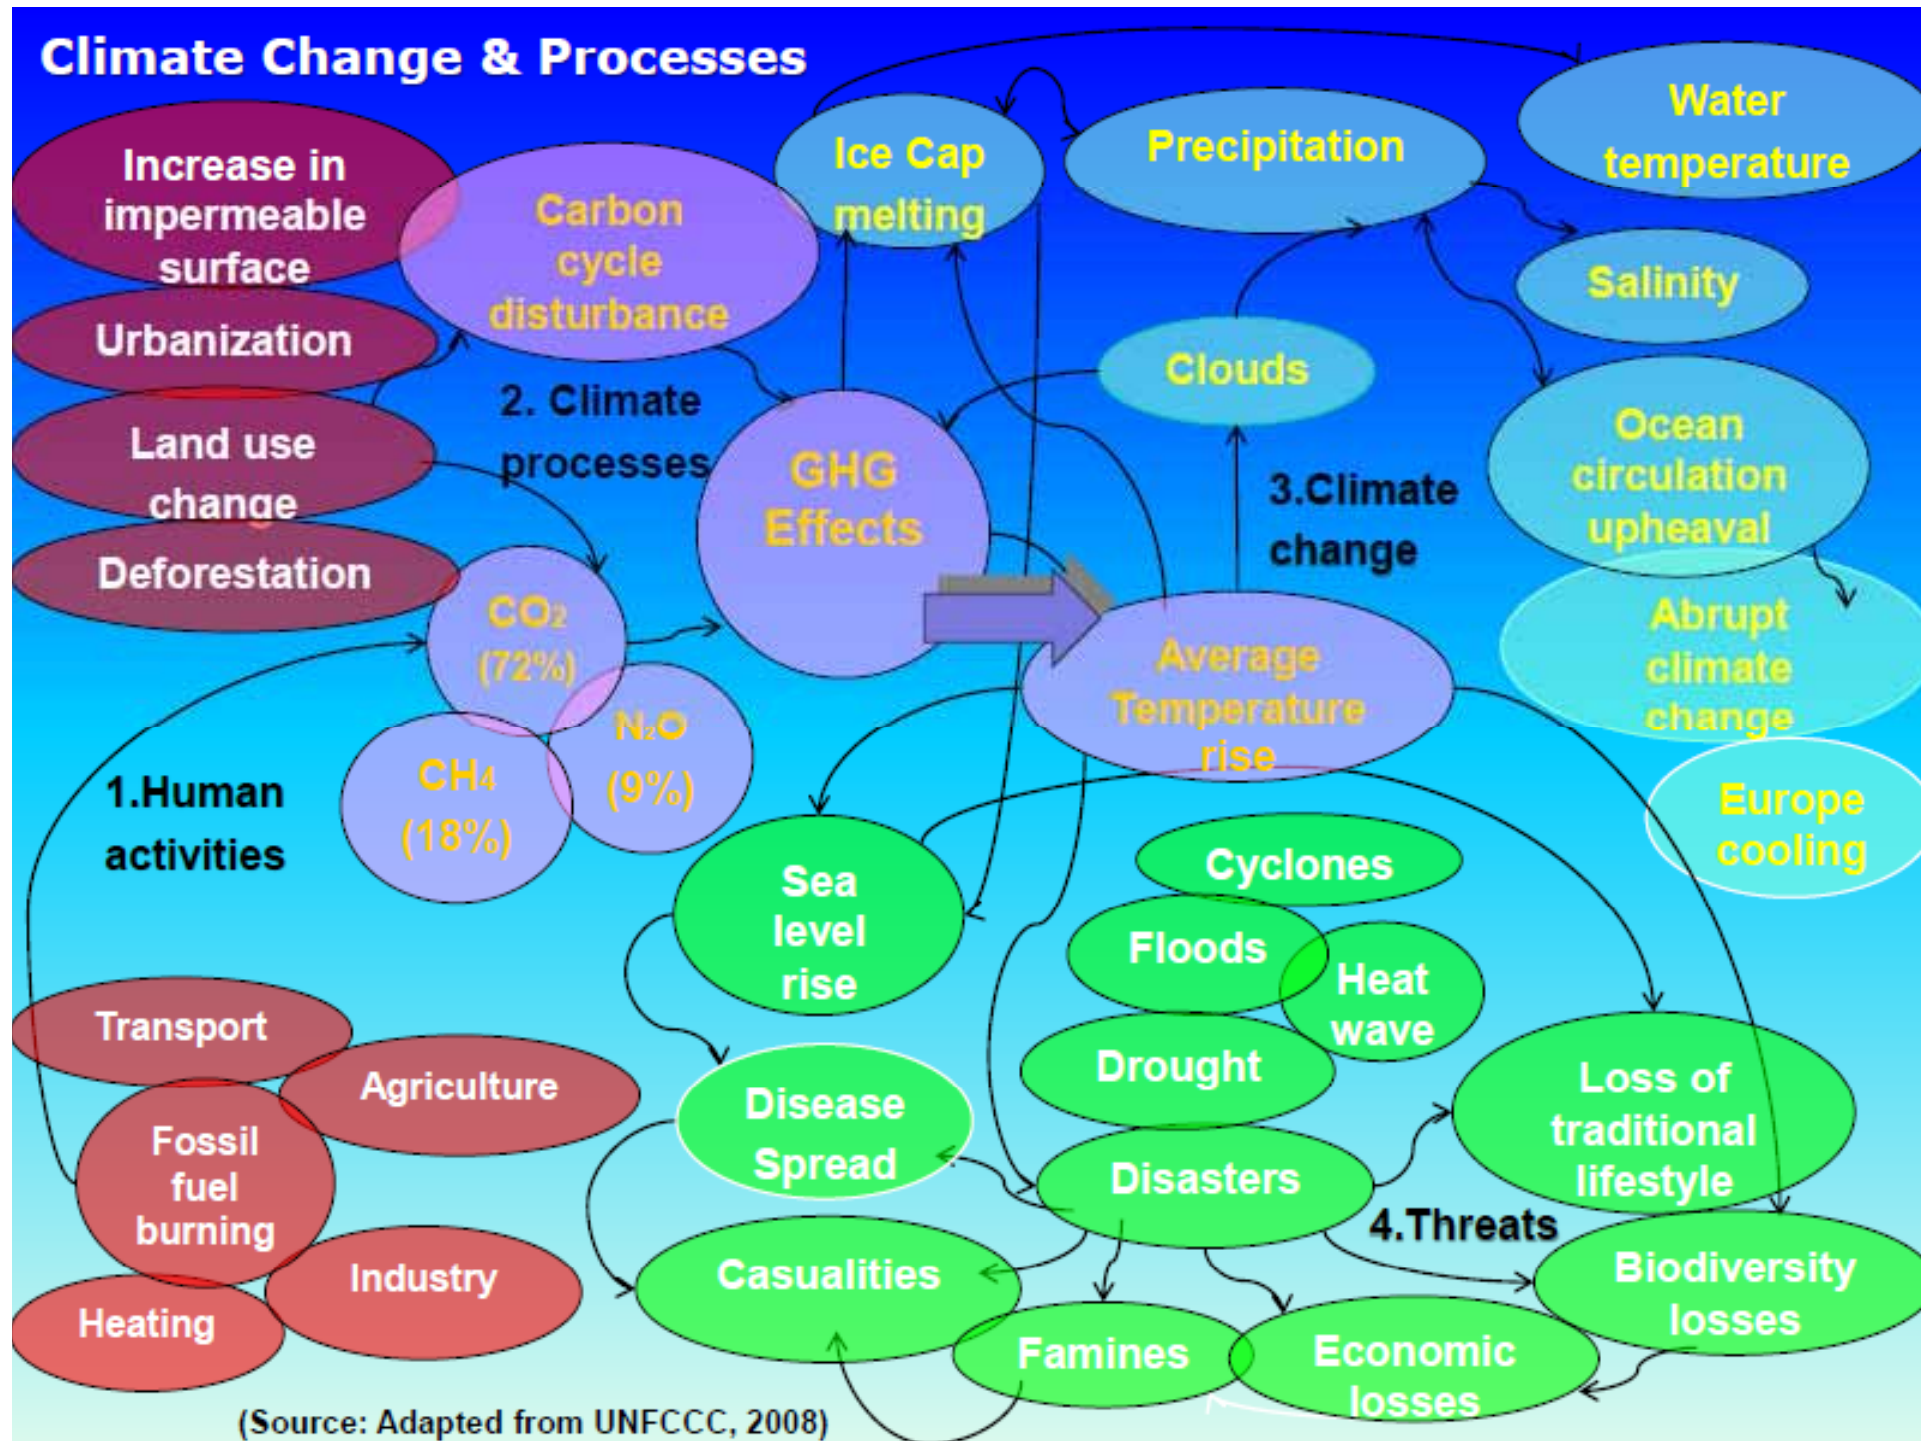 Climate Change & Processes
Increase in
impermeable
surface
Urbanization
Land use
change
Deforestation
Carbon
cycle
disturbance
2. Climate
processes
GHG
Effects
CO₂
(72%)
N₂O
(9%)
CH₄
(18%)
1.Human
activities
Ice Cap
melting
Precipitation
Water
temperature
Salinity
Clouds
3.Climate
change
Ocean
circulation
upheaval
Abrupt
climate
change
Europe
cooling
Average
Temperature
rise
Sea
level
rise
Cyclones
Floods
Heat
wave
Drought
Disasters
Disease
Spread
Loss of
traditional
lifestyle
4.Threats
Biodiversity
losses
Casualities
Famines
Economic
losses
Transport
Agriculture
Fossil
fuel
burning
Industry
Heating
(Source: Adapted from UNFCCC, 2008)